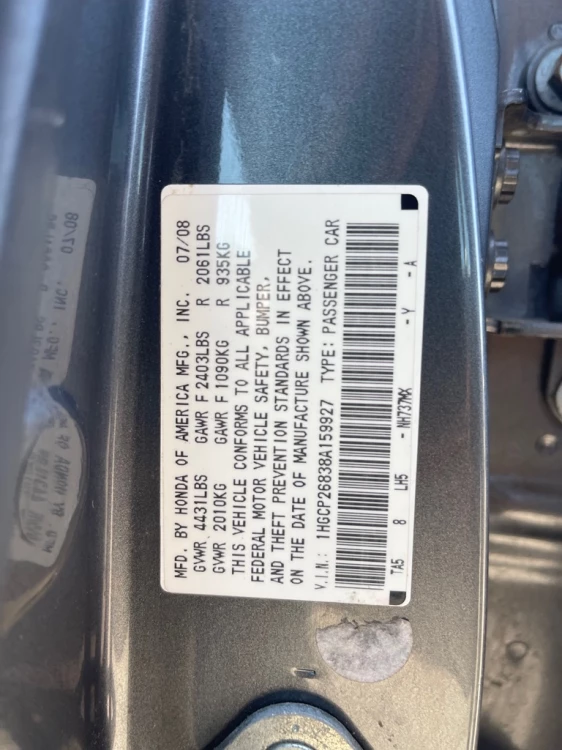 MFD. BY HONDA OF AMERICA MFG., INC. 07/08
GVWR 4431LBS GAWR F 2403LBS R 2061LBS
GVWR 2010KG GAWR F 1090KG R 935KG
THIS VEHICLE CONFORMS TO ALL APPLICABLE
FEDERAL MOTOR VEHICLE SAFETY, BUMPER,
AND THEFT PREVENTION STANDARDS IN EFFECT
ON THE DATE OF MANUFACTURE SHOWN ABOVE.
V.I.N.: 1HGCP26838A159927 TYPE: PASSENGER CAR
TA5 8 LH5 - NH737MX - Y - A